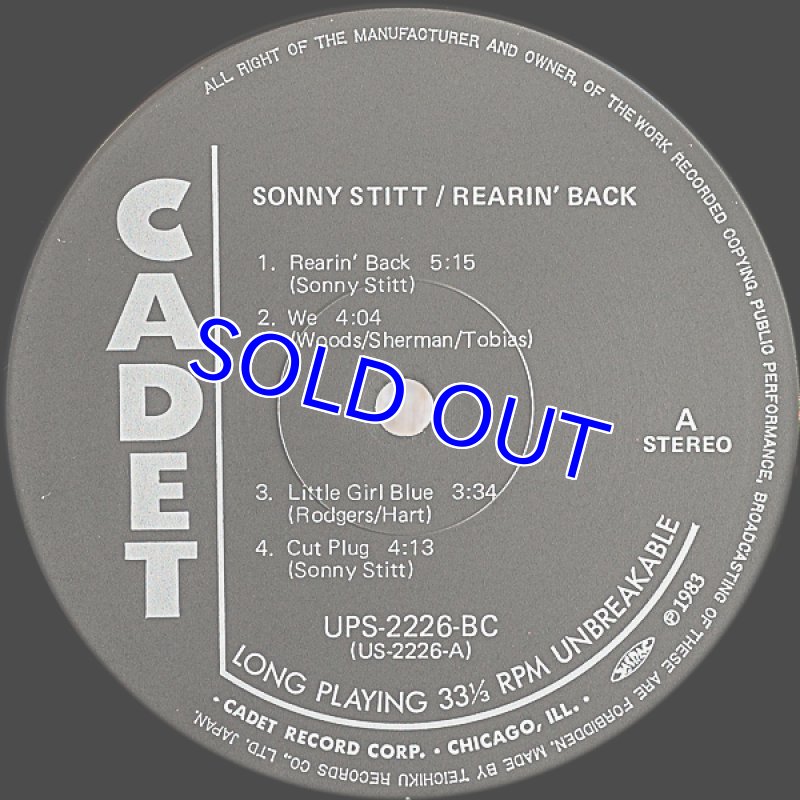 ALL RIGHT OF THE MANUFACTURER AND OWNER, OF THE WORK RECORDED COPYING, PUBLIC PERFORMANCE, BROADCASTING OF THESE ARE FORBIDDEN. MADE BY TEICHIKU RECORDS CO., LTD. JAPAN.
CADET
SONNY STITT / REARIN' BACK
1. Rearin' Back 5:15
(Sonny Stitt)
2. We 4:04
(Woods/Sherman/Tobias)
SOLD OUT
A
STEREO
3. Little Girl Blue 3:34
(Rodgers/Hart)
4. Cut Plug 4:13
(Sonny Stitt)
UPS-2226-BC
(US-2226-A)
℗1983
LONG PLAYING 33⅓ RPM UNBREAKABLE
· CADET RECORD CORP. · CHICAGO, ILL. ·